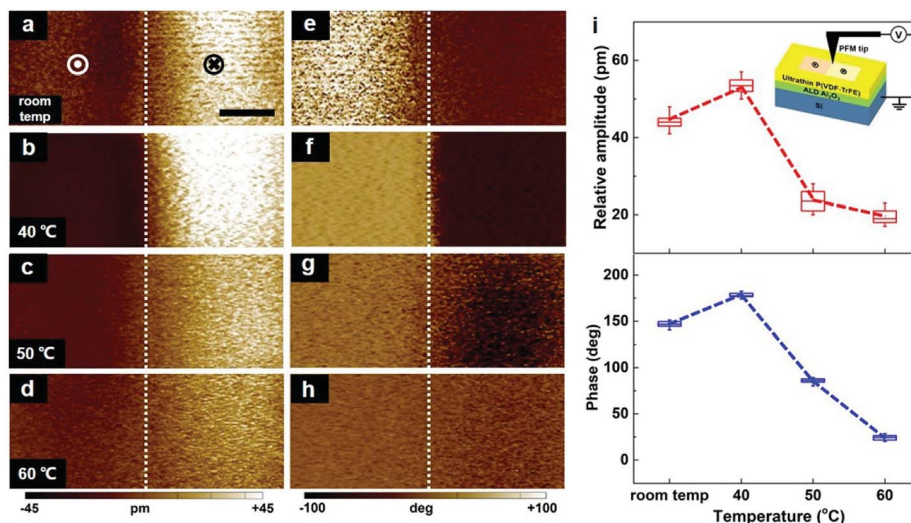 a
room
temp
b
40 ℃
c
50 ℃
d
60 ℃
-45 pm +45
e
f
g
h
-100 deg +100
i
Relative amplitude (pm)
60
40
20
V
PFM tip
Ultrathin P(VDF-TrFE)
ALD Al₂O₃
Si
Phase (deg)
200
150
100
50
0
room temp 40 50 60
Temperature (°C)